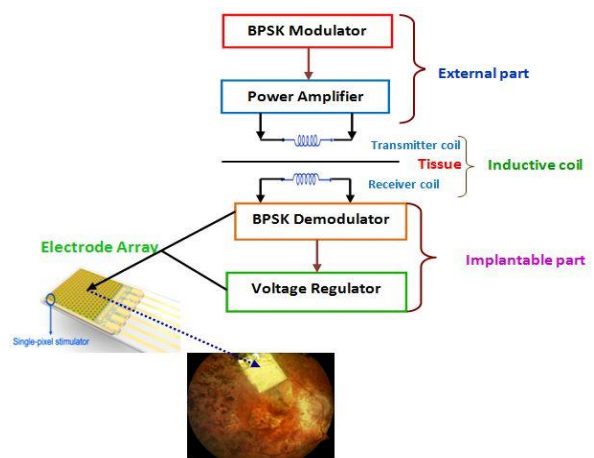 BPSK Modulator
External part
Power Amplifier
Transmitter coil
Tissue
Inductive coil
Receiver coil
BPSK Demodulator
Electrode Array
Implantable part
Voltage Regulator
Single-pixel
stimulator